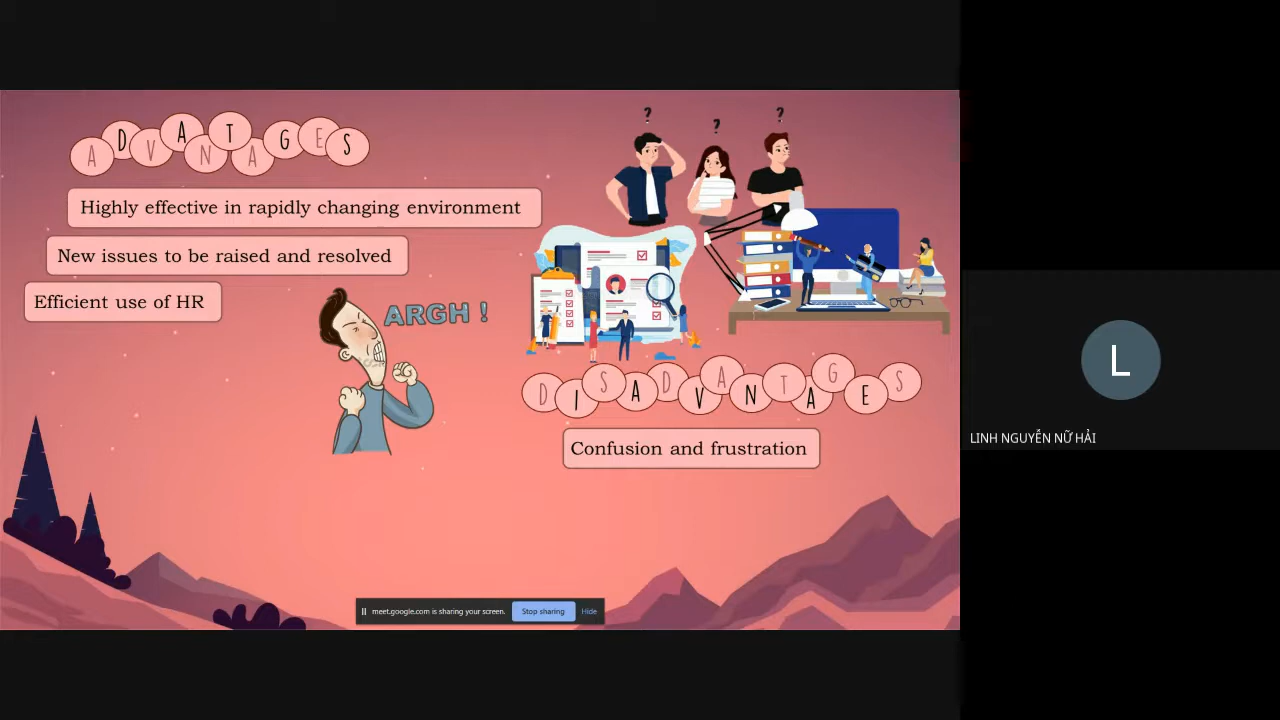 ADVANTAGES
? ? ?
Highly effective in rapidly changing environment
New issues to be raised and resolved
Efficient use of HR
ARGH !
DISADVANTAGES
Confusion and frustration
meet.google.com is sharing your screen. Stop sharing Hide
L
LINH NGUYỄN NỮ HẢI